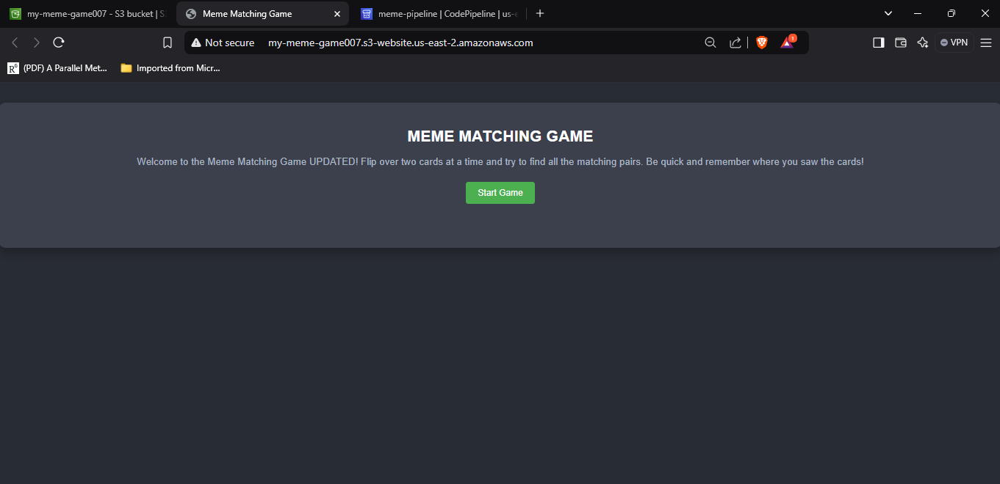 my-meme-game007 - S3 bucket | S3
Meme Matching Game
meme-pipeline | CodePipeline | us-e
Not secure my-meme-game007.s3-website.us-east-2.amazonaws.com
1
VPN
RG (PDF) A Parallel Met...
Imported from Micr...
MEME MATCHING GAME
Welcome to the Meme Matching Game UPDATED! Flip over two cards at a time and try to find all the matching pairs. Be quick and remember where you saw the cards!
Start Game